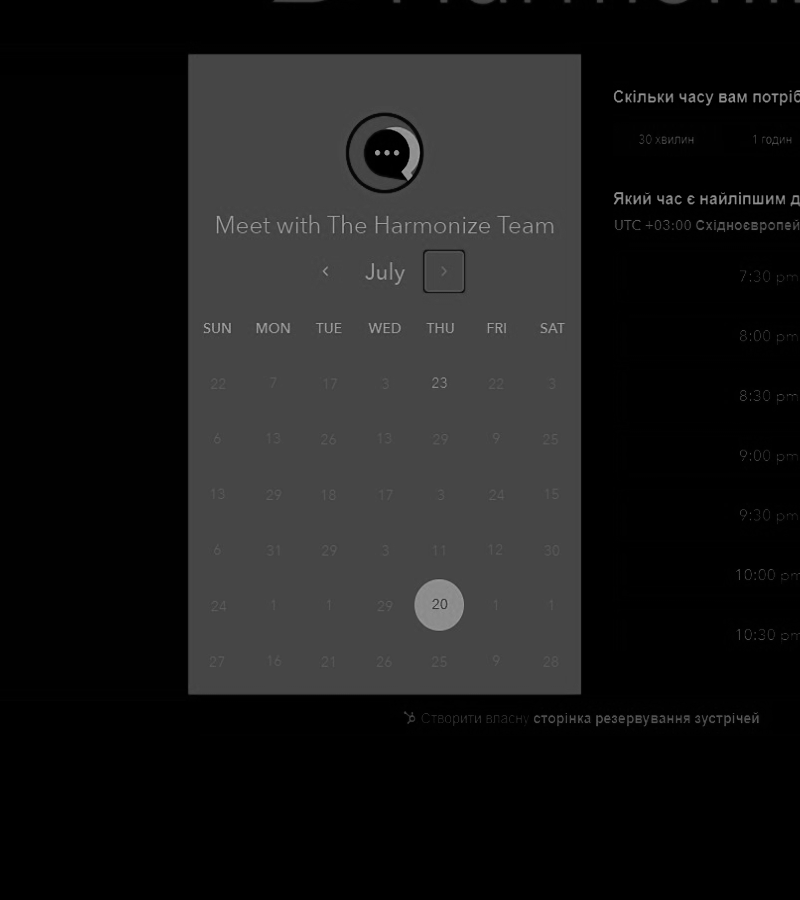 Meet with The Harmonize Team
July
SUN MON TUE WED THU FRI SAT
22 7 17 3 23 22 3
6 13 26 13 29 9 25
13 29 18 17 3 24 15
6 31 29 3 11 12 30
24 1 1 29 20 1 1
27 16 21 26 25 9 28
Скільки часу вам потріб
30 хвилин 1 годин
Який час є найліпшим д
UTC +03:00 Східноєвропей
7:30 pm
8:00 pm
8:30 pm
9:00 pm
9:30 pm
10:00 pm
10:30 pm
Створити власну сторінка резервування зустрічей